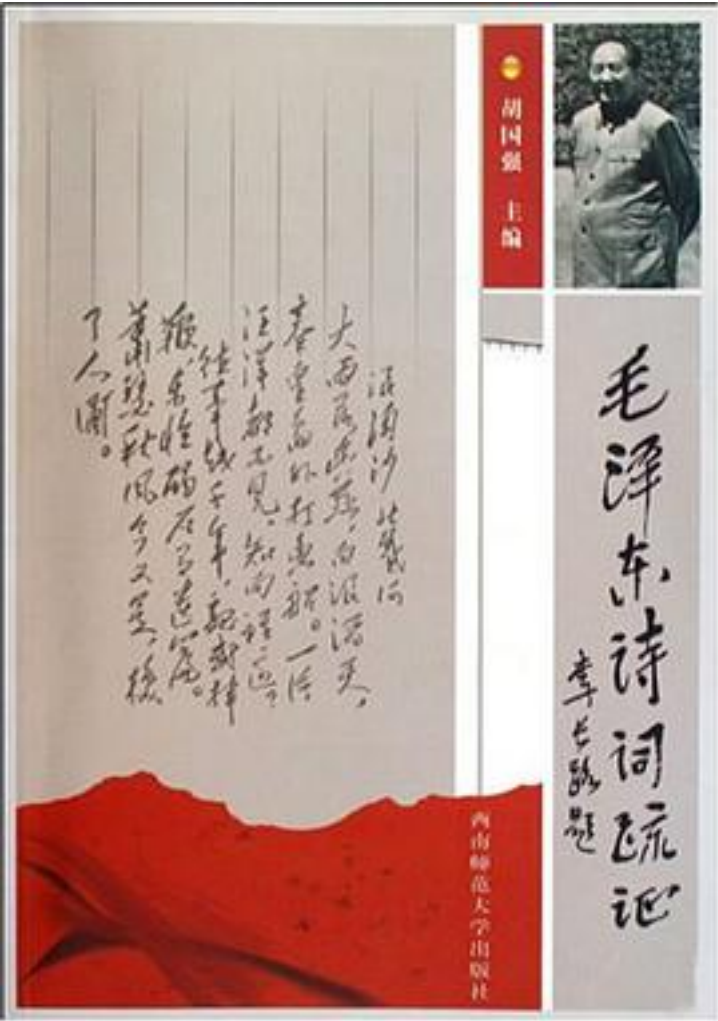 毛泽东诗词疏证
李长路题
胡国强 主编
浪淘沙 北戴河
大雨落幽燕,白浪滔天,
秦皇岛外打鱼船。一片
汪洋都不见,知向谁边?
往事越千年,魏武挥
鞭,东临碣石有遗篇。
萧瑟秋风今又是,换
了人间。
西南师范大学出版社